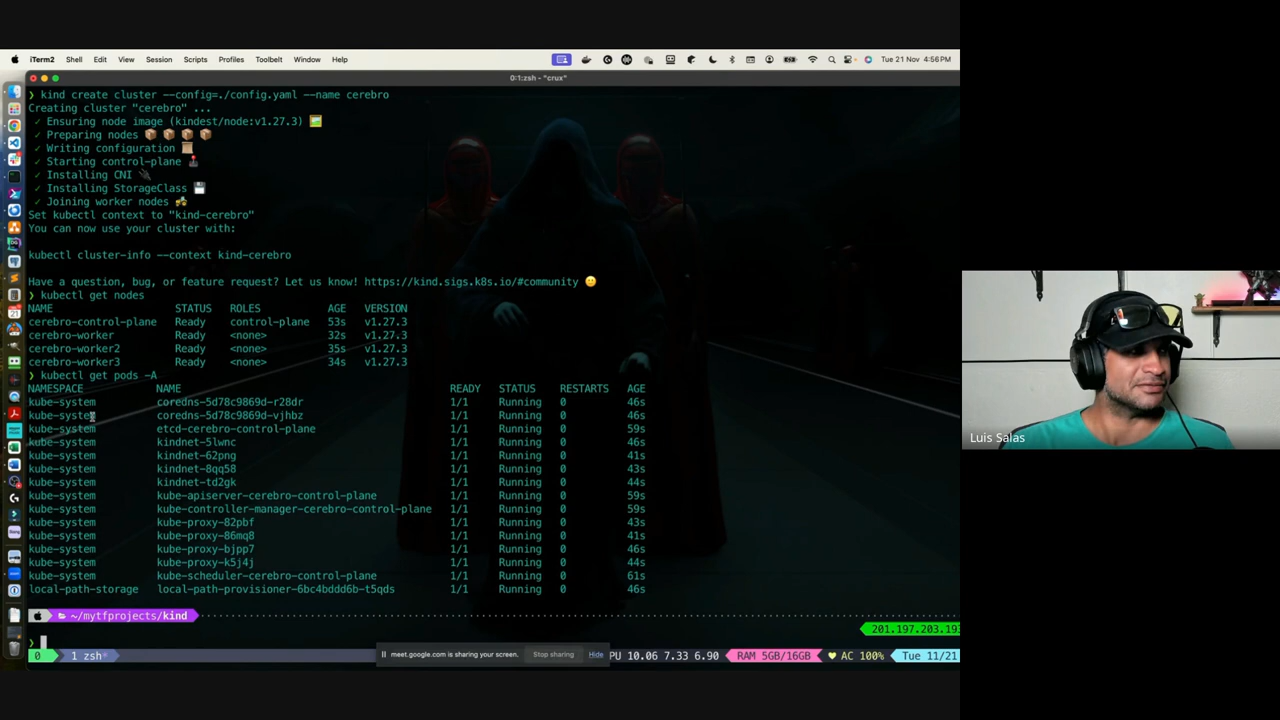 iTerm2 Shell Edit View Session Scripts Profiles Toolbelt Window Help Tue 21 Nov 4:56PM
0:1:zsh - "crux"
❯ kind create cluster --config=./config.yaml --name cerebro
Creating cluster "cerebro" ...
✓ Ensuring node image (kindest/node:v1.27.3) 🖼
✓ Preparing nodes 📦 📦 📦 📦
✓ Writing configuration 📜
✓ Starting control-plane 🕹️
✓ Installing CNI 🔌
✓ Installing StorageClass 💾
✓ Joining worker nodes 🚜
Set kubectl context to "kind-cerebro"
You can now use your cluster with:
kubectl cluster-info --context kind-cerebro
Have a question, bug, or feature request? Let us know! https://kind.sigs.k8s.io/#community 🙂
❯ kubectl get nodes
NAME STATUS ROLES AGE VERSION
cerebro-control-plane Ready control-plane 53s v1.27.3
cerebro-worker Ready <none> 32s v1.27.3
cerebro-worker2 Ready <none> 35s v1.27.3
cerebro-worker3 Ready <none> 34s v1.27.3
❯ kubectl get pods -A
NAMESPACE NAME READY STATUS RESTARTS AGE
kube-system coredns-5d78c9869d-r28dr 1/1 Running 0 46s
kube-system coredns-5d78c9869d-vjhbz 1/1 Running 0 46s
kube-system etcd-cerebro-control-plane 1/1 Running 0 59s
kube-system kindnet-5lwnc 1/1 Running 0 46s
kube-system kindnet-62png 1/1 Running 0 41s
kube-system kindnet-8qq58 1/1 Running 0 43s
kube-system kindnet-td2gk 1/1 Running 0 44s
kube-system kube-apiserver-cerebro-control-plane 1/1 Running 0 59s
kube-system kube-controller-manager-cerebro-control-plane 1/1 Running 0 59s
kube-system kube-proxy-82pbf 1/1 Running 0 43s
kube-system kube-proxy-86mq8 1/1 Running 0 41s
kube-system kube-proxy-bjpp7 1/1 Running 0 46s
kube-system kube-proxy-k5j4j 1/1 Running 0 44s
kube-system kube-scheduler-cerebro-control-plane 1/1 Running 0 61s
local-path-storage local-path-provisioner-6bc4bddd6b-t5qds 1/1 Running 0 46s
~/mytfprojects/kind
201.197.203.193
❯
0 1 zsh* meet.google.com is sharing your screen. Stop sharing Hide PU 10.06 7.33 6.90 RAM 5GB/16GB ♥ AC 100% Tue 11/21
Luis Salas